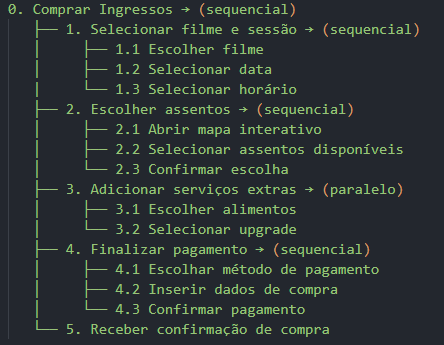 0. Comprar Ingressos → (sequencial)
├── 1. Selecionar filme e sessão → (sequencial)
│   ├── 1.1 Escolher filme
│   ├── 1.2 Selecionar data
│   └── 1.3 Selecionar horário
├── 2. Escolher assentos → (sequencial)
│   ├── 2.1 Abrir mapa interativo
│   ├── 2.2 Selecionar assentos disponíveis
│   └── 2.3 Confirmar escolha
├── 3. Adicionar serviços extras → (paralelo)
│   ├── 3.1 Escolher alimentos
│   └── 3.2 Selecionar upgrade
├── 4. Finalizar pagamento → (sequencial)
│   ├── 4.1 Escolhar método de pagamento
│   ├── 4.2 Inserir dados de compra
│   └── 4.3 Confirmar pagamento
└── 5. Receber confirmação de compra